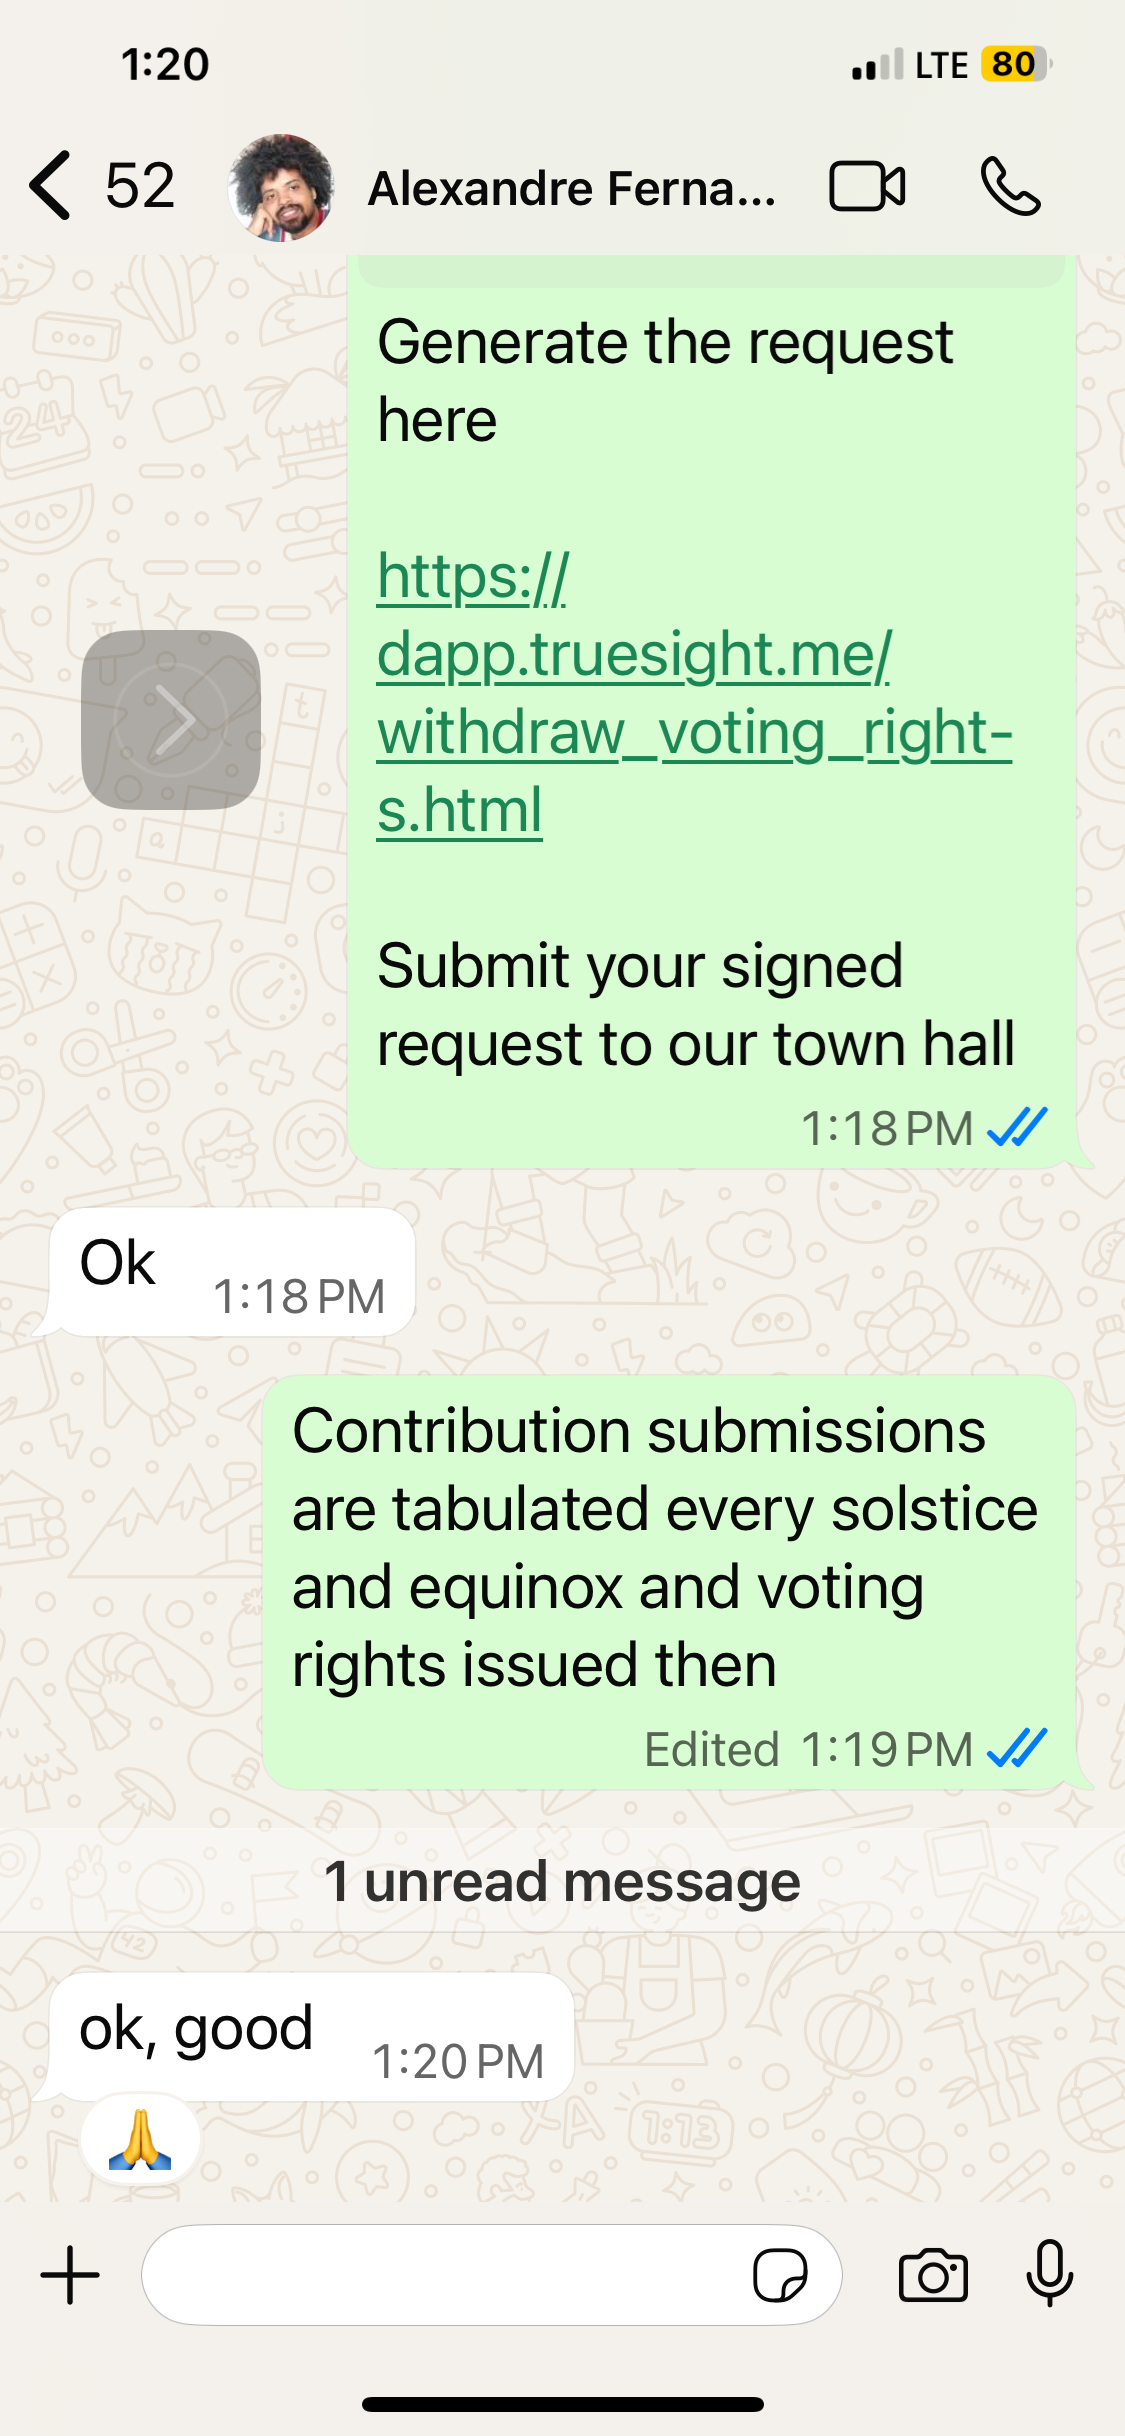 1:20
LTE 80
52
Alexandre Ferna...
Generate the request
here
https://
dapp.truesight.me/
withdraw_voting_right-
s.html
Submit your signed
request to our town hall
1:18 PM
Ok
1:18 PM
Contribution submissions
are tabulated every solstice
and equinox and voting
rights issued then
Edited 1:19 PM
1 unread message
ok, good
1:20 PM
🙏